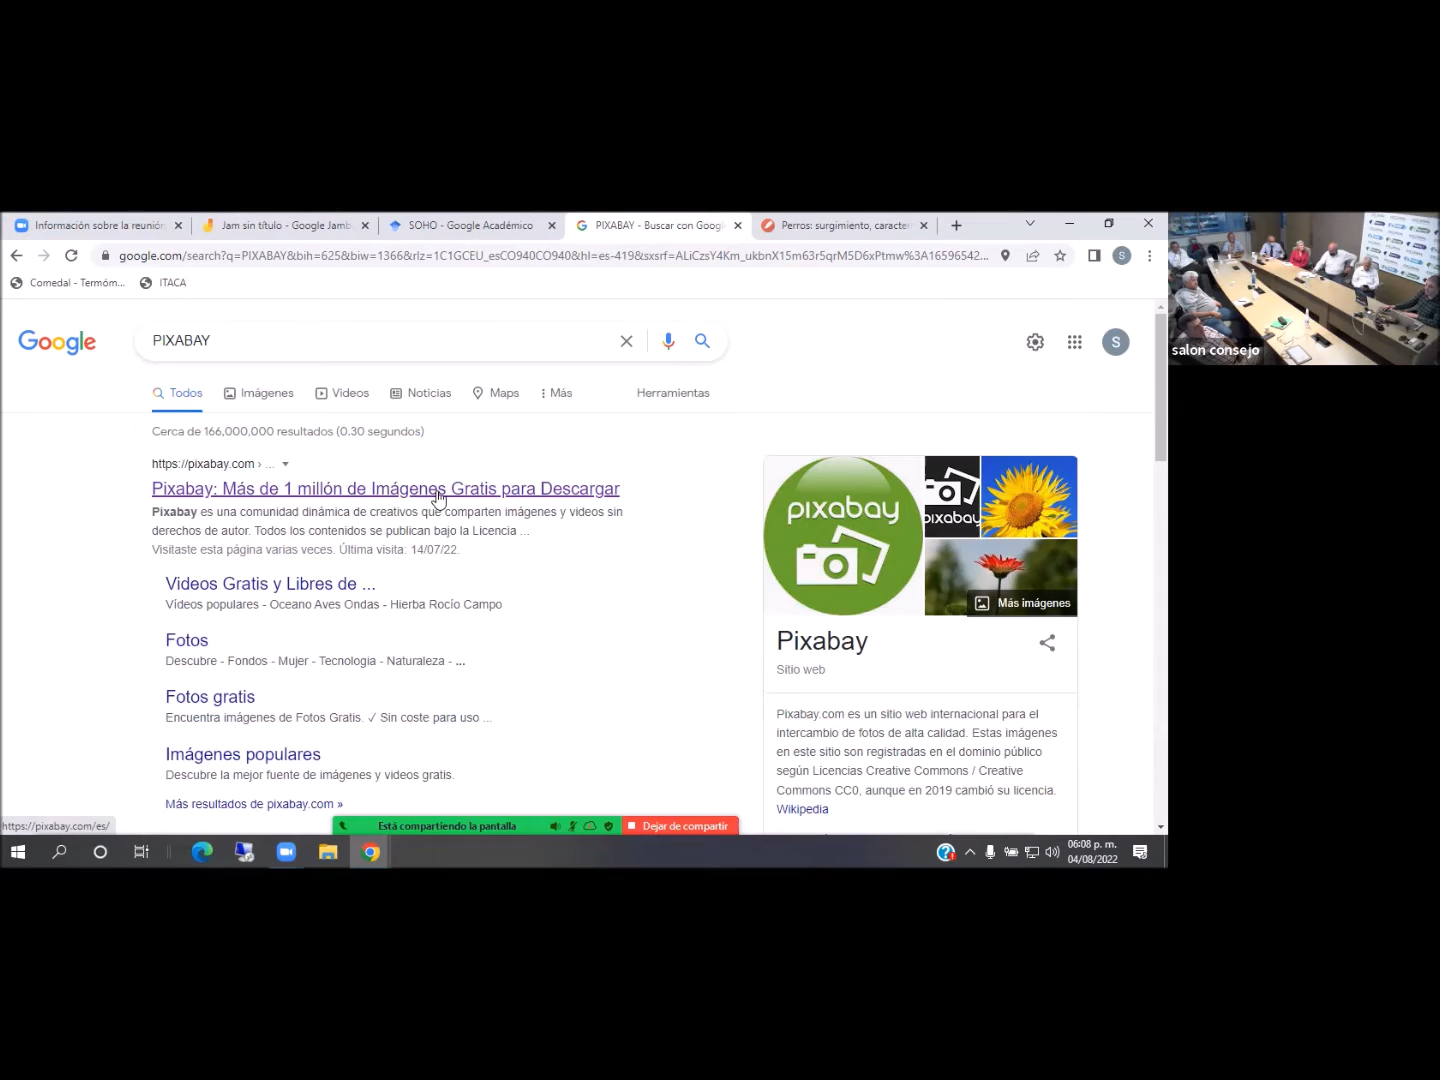 Información sobre la reunión
Jam sin título - Google Jamb
SOHO - Google Académico
PIXABAY - Buscar con Goog
Perros: surgimiento, caracter
google.com/search?q=PIXABAY&bih=625&biw=1366&rlz=1C1GCEU_esCO940CO940&hl=es-419&sxsrf=ALiCzsY4Km_ukbnX15m63r5qrM5D6xPtmw%3A16596542...
S
Comedal - Termóm...
ITACA
Google
PIXABAY
S
Todos
Imágenes
Videos
Noticias
Maps
Más
Herramientas
Cerca de 166,000,000 resultados (0.30 segundos)
https://pixabay.com › ...
Pixabay: Más de 1 millón de Imágenes Gratis para Descargar
Pixabay es una comunidad dinámica de creativos que comparten imágenes y videos sin
derechos de autor. Todos los contenidos se publican bajo la Licencia ...
Visitaste esta página varias veces. Última visita: 14/07/22.
Videos Gratis y Libres de ...
Vídeos populares - Oceano Aves Ondas - Hierba Rocío Campo
Fotos
Descubre - Fondos - Mujer - Tecnologia - Naturaleza - ...
Fotos gratis
Encuentra imágenes de Fotos Gratis. ✓ Sin coste para uso ...
Imágenes populares
Descubre la mejor fuente de imágenes y videos gratis.
Más resultados de pixabay.com »
pixabay
pixabay
Más imágenes
Pixabay
Sitio web
Pixabay.com es un sitio web internacional para el
intercambio de fotos de alta calidad. Estas imágenes
en este sitio son registradas en el dominio público
según Licencias Creative Commons / Creative
Commons CC0, aunque en 2019 cambió su licencia.
Wikipedia
https://pixabay.com/es/
Está compartiendo la pantalla
Dejar de compartir
06:08 p. m.
04/08/2022
salon consejo